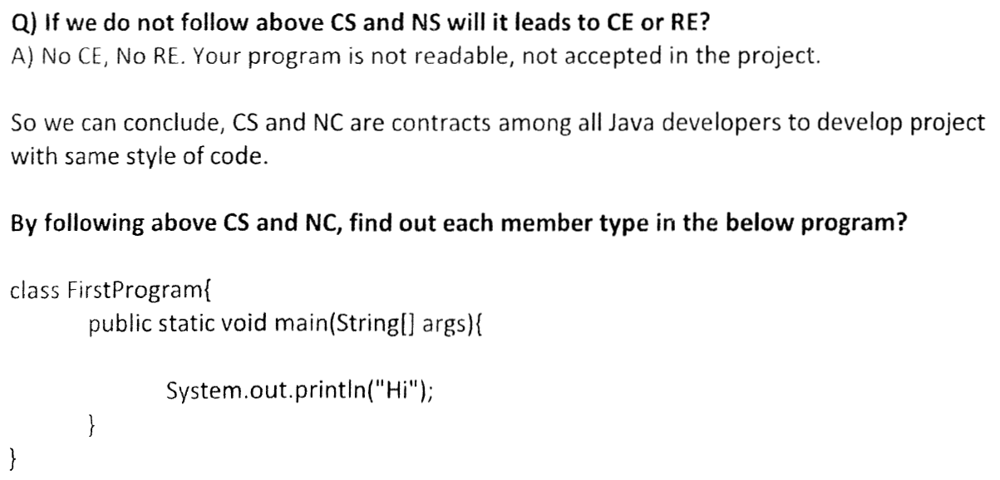 Q) If we do not follow above CS and NS will it leads to CE or RE?
A) No CE, No RE. Your program is not readable, not accepted in the project.
So we can conclude, CS and NC are contracts among all Java developers to develop project
with same style of code.
By following above CS and NC, find out each member type in the below program?
class FirstProgram{
public static void main(String[] args){
System.out.println("Hi");
}
}